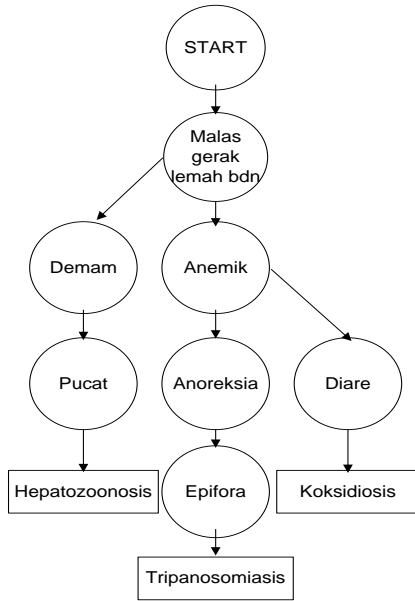 START
Malas
gerak
lemah bdn
Demam
Anemik
Pucat
Anoreksia
Diare
Hepatozoonosis
Epifora
Koksidiosis
Tripanosomiasis